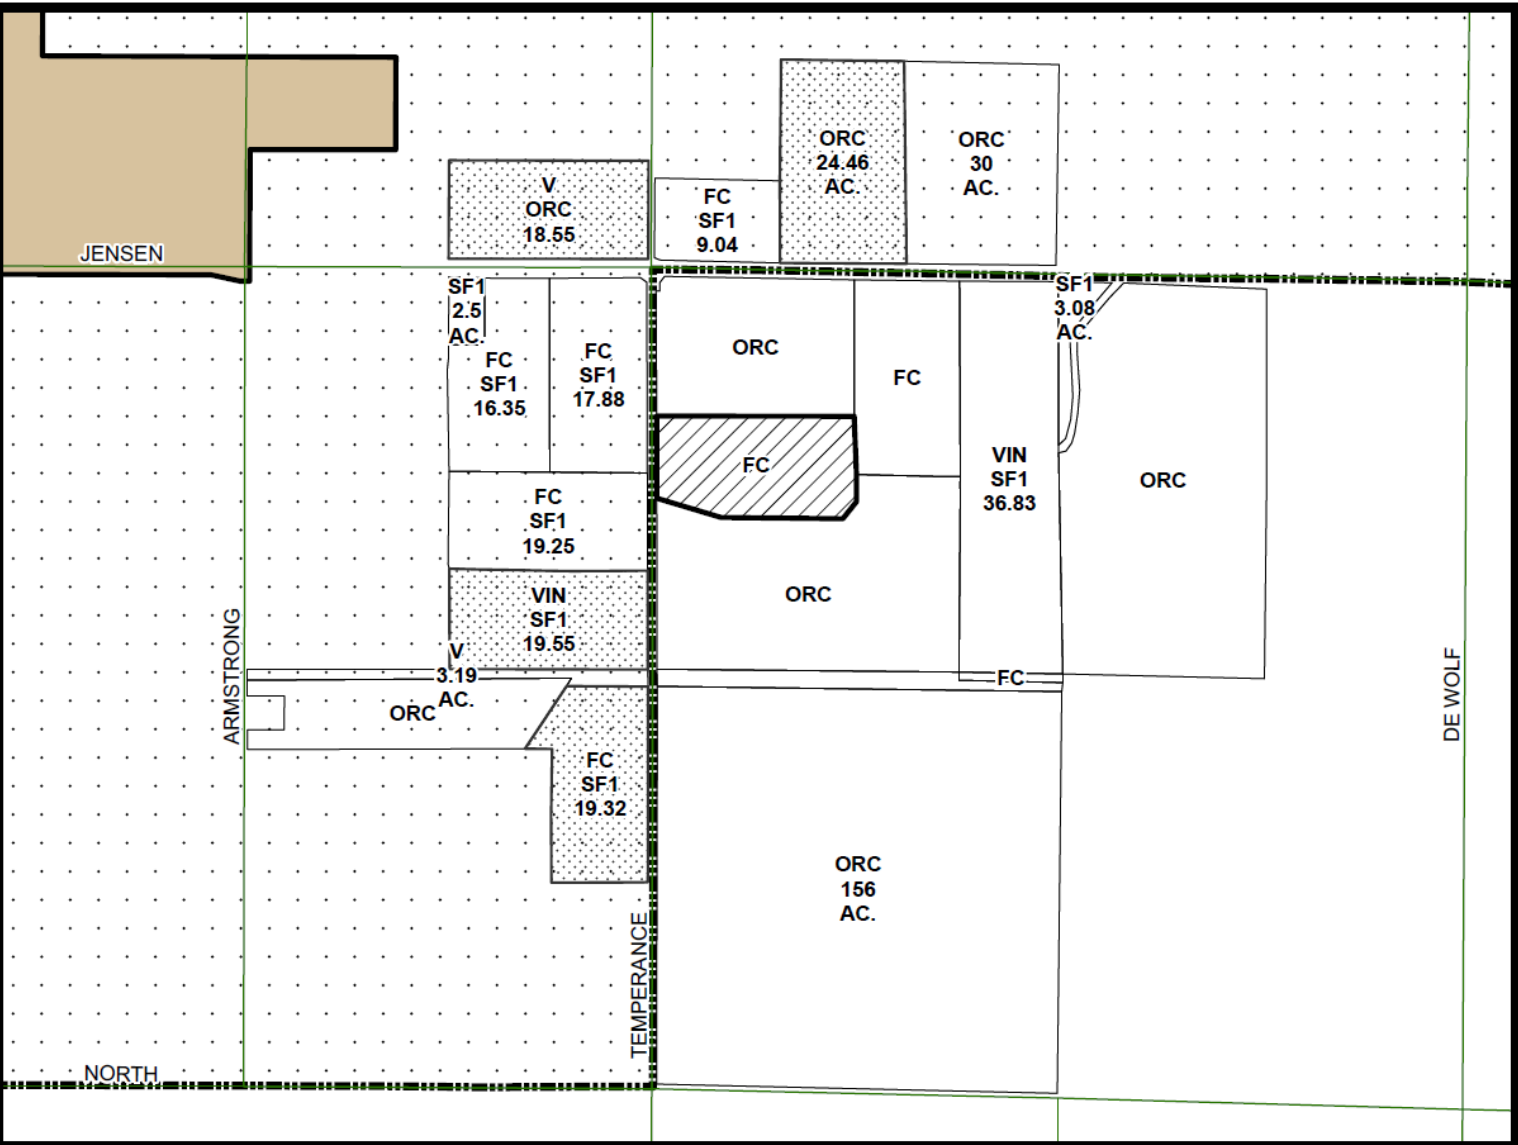 ORC
24.46
AC.
ORC
30
AC.
V
ORC
18.55
FC
SF1
9.04
JENSEN
SF1
2.5
AC.
FC
SF1
16.35
FC
SF1
17.88
ORC
FC
SF1
3.08
AC.
FC
VIN
SF1
36.83
ORC
FC
SF1
19.25
VIN
SF1
19.55
ORC
ARMSTRONG
V
3.19
AC.
ORC
FC
DE WOLF
FC
SF1
19.32
ORC
156
AC.
TEMPERANCE
NORTH